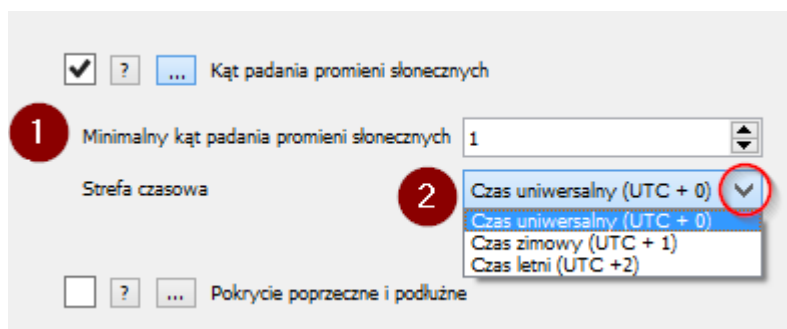 ? ... Kąt padania promieni słonecznych
1 Minimalny kąt padania promieni słonecznych 1
Strefa czasowa 2 Czas uniwersalny (UTC + 0)
Czas uniwersalny (UTC + 0)
Czas zimowy (UTC + 1)
Czas letni (UTC +2)
? ... Pokrycie poprzeczne i podłużne